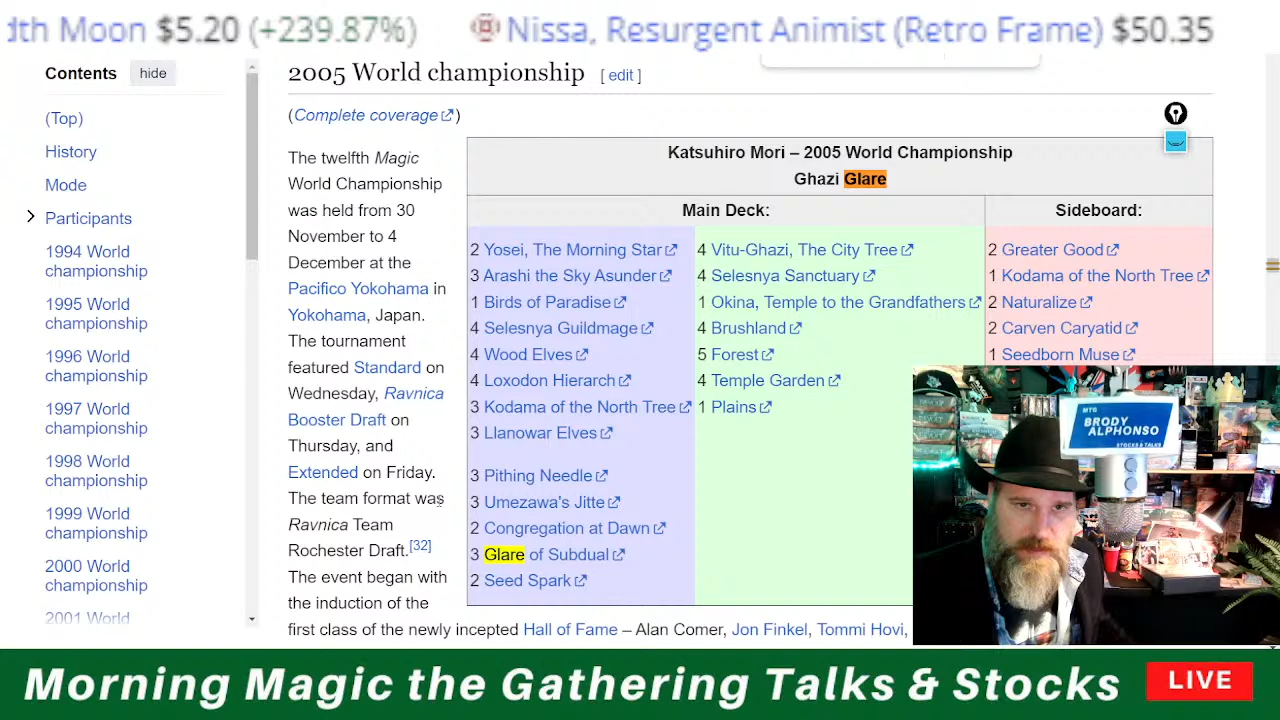 dth Moon $5.20 (+239.87%) Nissa, Resurgent Animist (Retro Frame) $50.35
Contents hide
(Top)
History
Mode
Participants
1994 World
championship
1995 World
championship
1996 World
championship
1997 World
championship
1998 World
championship
1999 World
championship
2000 World
championship
2001 World
2005 World championship [ edit ]
(Complete coverage)
The twelfth Magic
World Championship
was held from 30
November to 4
December at the
Pacifico Yokohama in
Yokohama, Japan.
The tournament
featured Standard on
Wednesday, Ravnica
Booster Draft on
Thursday, and
Extended on Friday.
The team format was
Ravnica Team
Rochester Draft.[32]
The event began with
the induction of the
first class of the newly incepted Hall of Fame – Alan Comer, Jon Finkel, Tommi Hovi,
Katsuhiro Mori – 2005 World Championship
Ghazi Glare
Main Deck:
2 Yosei, The Morning Star
3 Arashi the Sky Asunder
1 Birds of Paradise
4 Selesnya Guildmage
4 Wood Elves
4 Loxodon Hierarch
3 Kodama of the North Tree
3 Llanowar Elves
3 Pithing Needle
3 Umezawa's Jitte
2 Congregation at Dawn
3 Glare of Subdual
2 Seed Spark
4 Vitu-Ghazi, The City Tree
4 Selesnya Sanctuary
1 Okina, Temple to the Grandfathers
4 Brushland
5 Forest
4 Temple Garden
1 Plains
Sideboard:
2 Greater Good
1 Kodama of the North Tree
2 Naturalize
2 Carven Caryatid
1 Seedborn Muse
MTG
BRODY
ALPHONSO
STOCKS & TALKS
Morning Magic the Gathering Talks & Stocks
LIVE